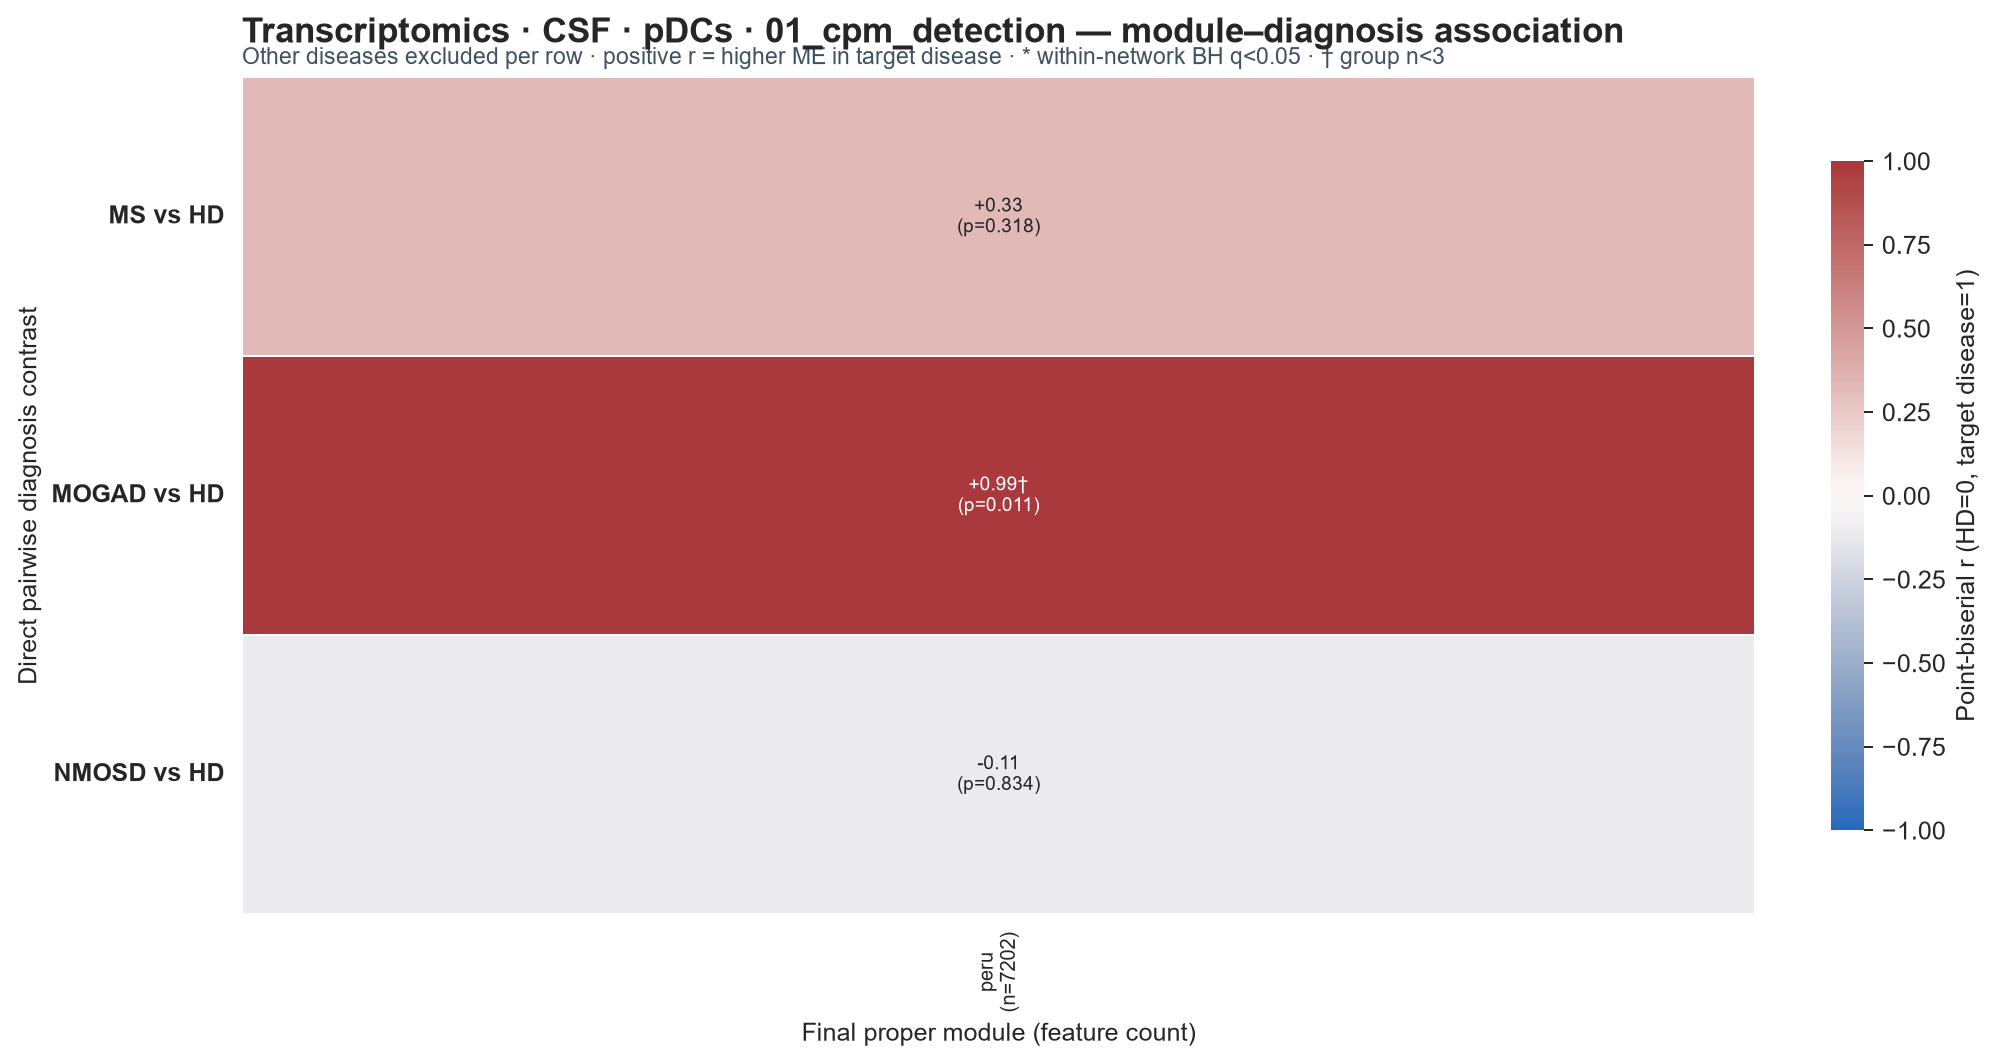 Transcriptomics · CSF · pDCs · 01_cpm_detection — module–diagnosis association
Other diseases excluded per row · positive r = higher ME in target disease · * within-network BH q<0.05 · † group n<3
Direct pairwise diagnosis contrast
MS vs HD
+0.33
(p=0.318)
MOGAD vs HD
+0.99†
(p=0.011)
NMOSD vs HD
-0.11
(p=0.834)
peru
(n=7202)
Final proper module (feature count)
1.00
0.75
0.50
0.25
0.00
−0.25
−0.50
−0.75
−1.00
Point-biserial r (HD=0, target disease=1)